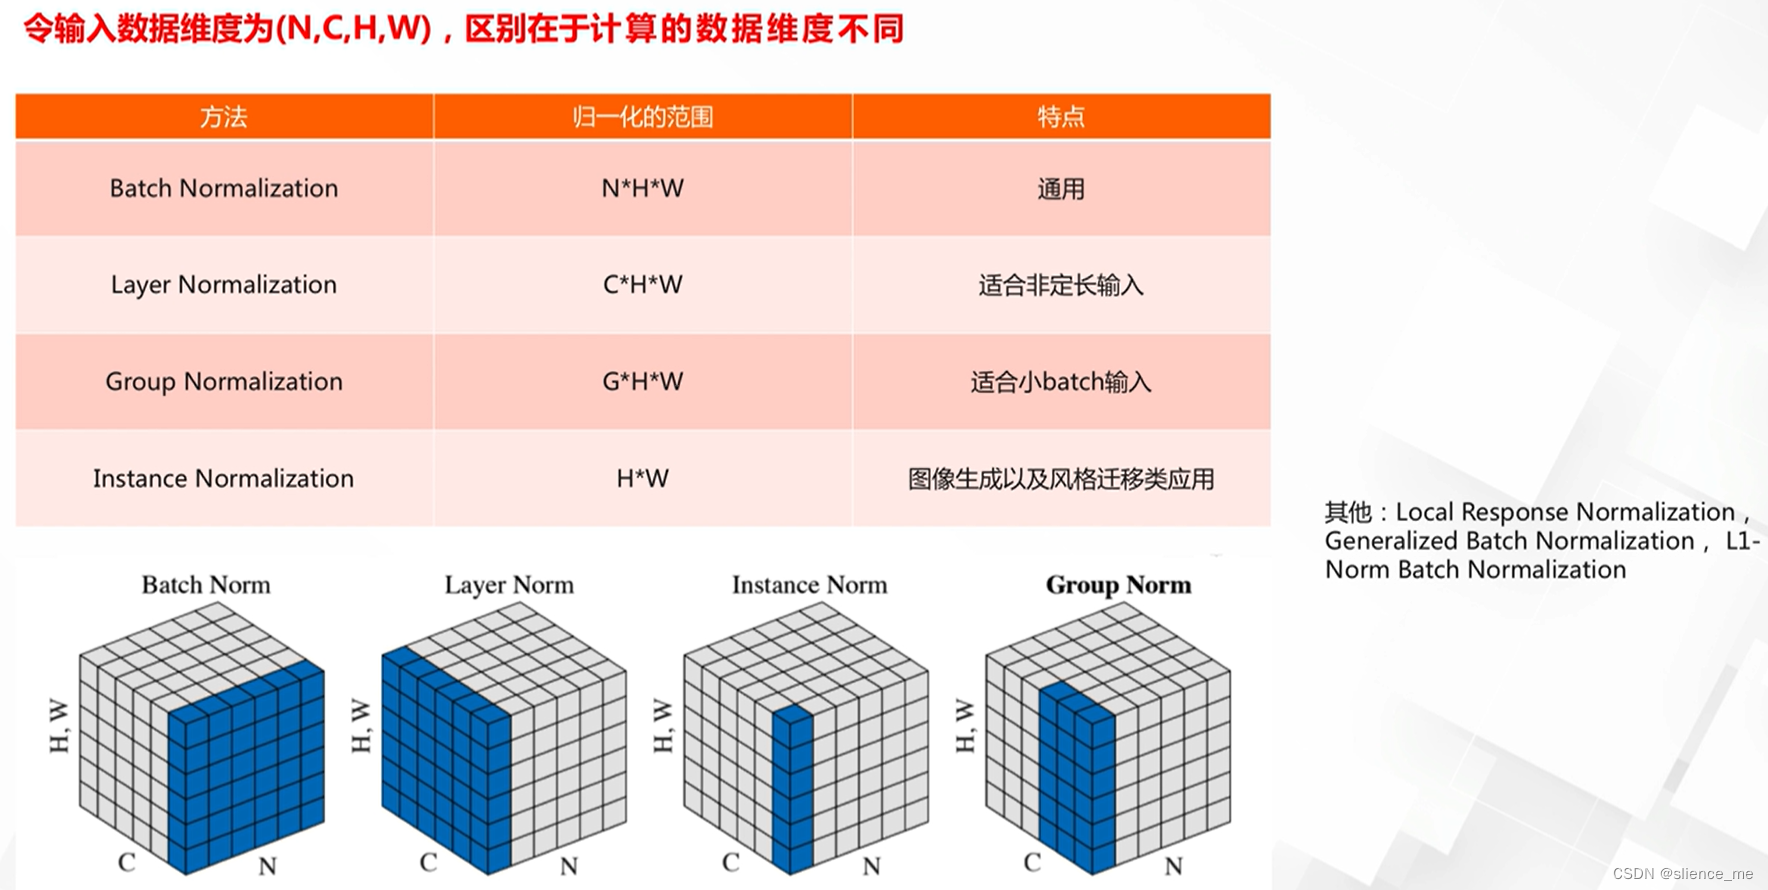 令输入数据维度为(N,C,H,W)，区别在于计算的数据维度不同
方法 归一化的范围 特点
Batch Normalization N*H*W 通用
Layer Normalization C*H*W 适合非定长输入
Group Normalization G*H*W 适合小batch输入
Instance Normalization H*W 图像生成以及风格迁移类应用
其他：Local Response Normalization，
Generalized Batch Normalization， L1-
Norm Batch Normalization
Batch Norm Layer Norm Instance Norm Group Norm
H, W H, W H, W H, W
C N C N C N C N
CSDN @slience_me